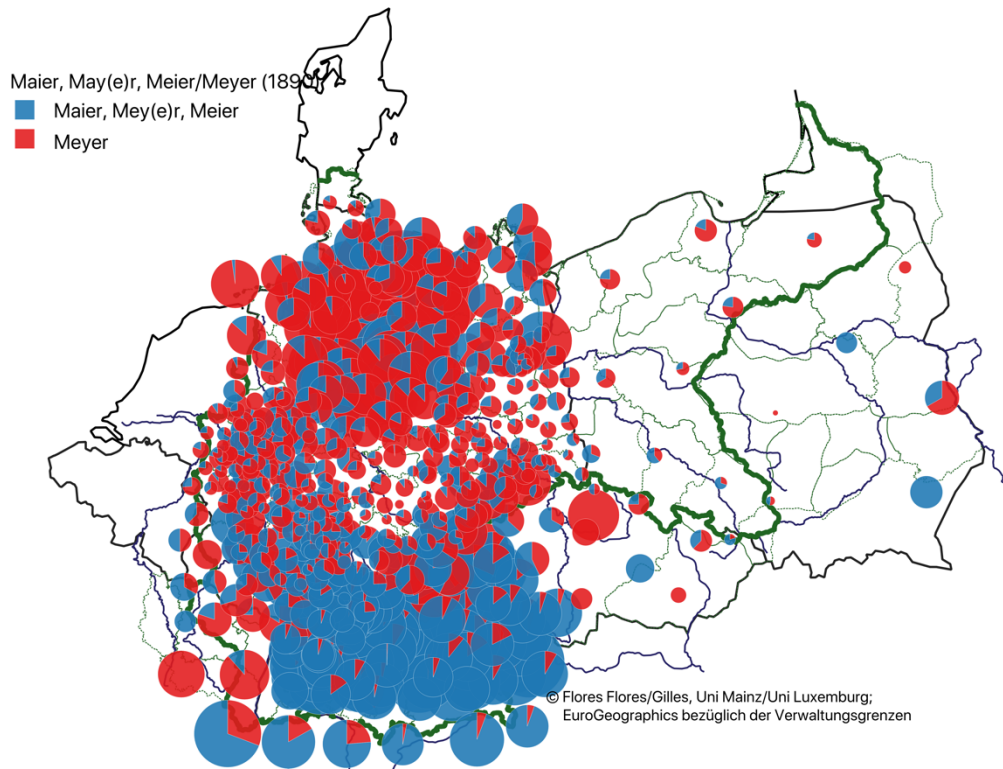 Maier, May(e)r, Meier/Meyer (1890)
Maier, Mey(e)r, Meier
Meyer
© Flores Flores/Gilles, Uni Mainz/Uni Luxemburg;
EuroGeographics bezüglich der Verwaltungsgrenzen